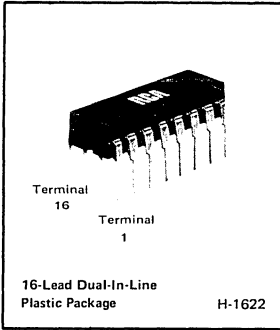 RCA
Terminal
16
Terminal
1
16-Lead Dual-In-Line
Plastic Package
H-1622